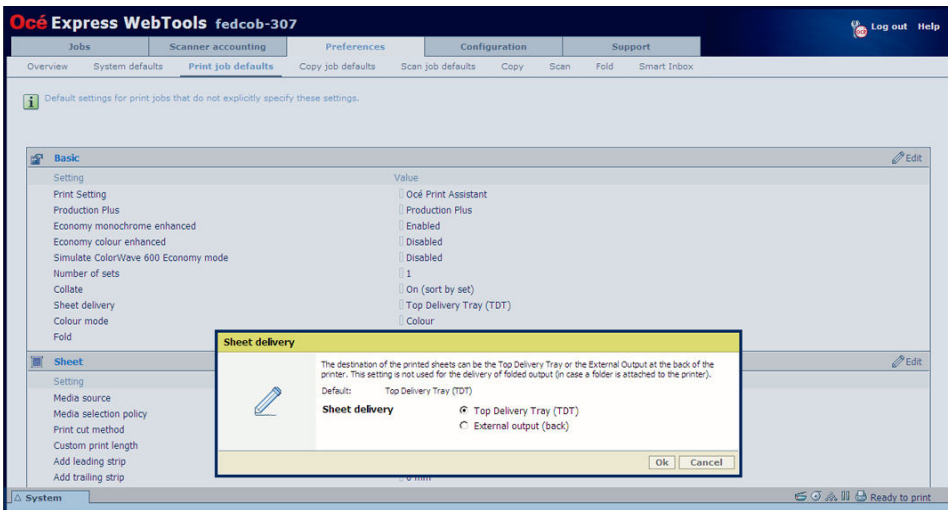 Océ Express WebTools fedcob-307
Log out Help
Jobs Scanner accounting Preferences Configuration Support
Overview System defaults Print job defaults Copy job defaults Scan job defaults Copy Scan Fold Smart Inbox
Default settings for print jobs that do not explicitly specify these settings.
Basic Edit
Setting Value
Print Setting Océ Print Assistant
Production Plus Production Plus
Economy monochrome enhanced Enabled
Economy colour enhanced Disabled
Simulate ColorWave 600 Economy mode Disabled
Number of sets 1
Collate On (sort by set)
Sheet delivery Top Delivery Tray (TDT)
Colour mode Colour
Fold
Sheet delivery
Sheet Edit
The destination of the printed sheets can be the Top Delivery Tray or the External Output at the back of the
printer. This setting is not used for the delivery of folded output (in case a folder is attached to the printer).
Setting
Default: Top Delivery Tray (TDT)
Media source
Sheet delivery Top Delivery Tray (TDT)
Media selection policy
External output (back)
Print cut method
Custom print length
Add leading strip
Ok Cancel
Add trailing strip 0 mm
System Ready to print